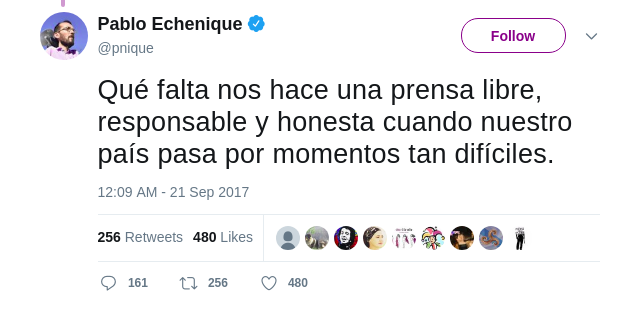 Pablo Echenique
@pnique
Follow
Qué falta nos hace una prensa libre,
responsable y honesta cuando nuestro
país pasa por momentos tan difíciles.
12:09 AM - 21 Sep 2017
256 Retweets 480 Likes
161 256 480